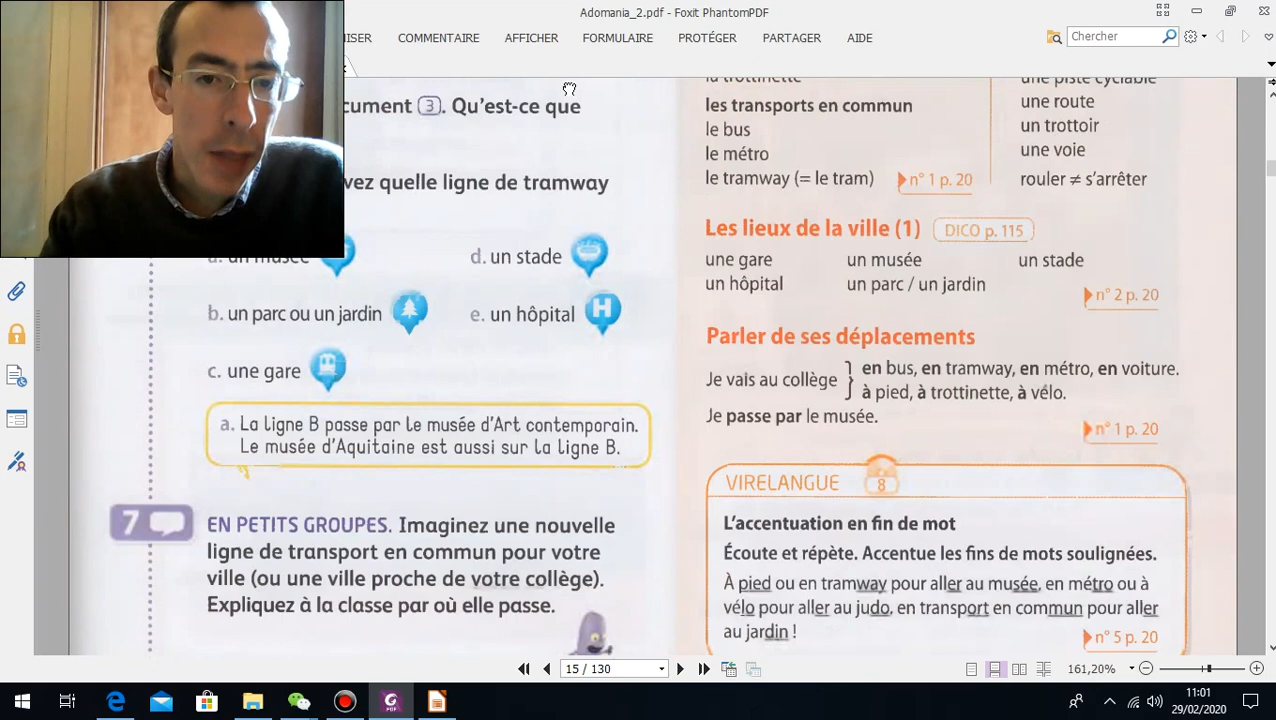 Adomania_2.pdf - Foxit PhantomPDF
COMMENTAIRE AFFICHER FORMULAIRE PROTÉGER PARTAGER AIDE
Chercher
cument 3. Qu'est-ce que
vez quelle ligne de tramway
a. un musée
d. un stade
b. un parc ou un jardin
e. un hôpital
H
c. une gare
a. La ligne B passe par le musée d'Art contemporain.
Le musée d'Aquitaine est aussi sur la ligne B.
7
EN PETITS GROUPES. Imaginez une nouvelle
ligne de transport en commun pour votre
ville (ou une ville proche de votre collège).
Expliquez à la classe par où elle passe.
la trottinette
les transports en commun
le bus
le métro
le tramway (= le tram)
n° 1 p. 20
une piste cyclable
une route
un trottoir
une voie
rouler ≠ s'arrêter
Les lieux de la ville (1) DICO p. 115
une gare un musée un stade
un hôpital un parc / un jardin
n° 2 p. 20
Parler de ses déplacements
Je vais au collège
en bus, en tramway, en métro, en voiture.
à pied, à trottinette, à vélo.
Je passe par le musée.
n° 1 p. 20
VIRELANGUE 8
L'accentuation en fin de mot
Écoute et répète. Accentue les fins de mots soulignées.
À pied ou en tramway pour aller au musée, en métro ou à
vélo pour aller au judo, en transport en commun pour aller
au jardin !
n° 5 p. 20
15 / 130
161,20%
11:01
29/02/2020